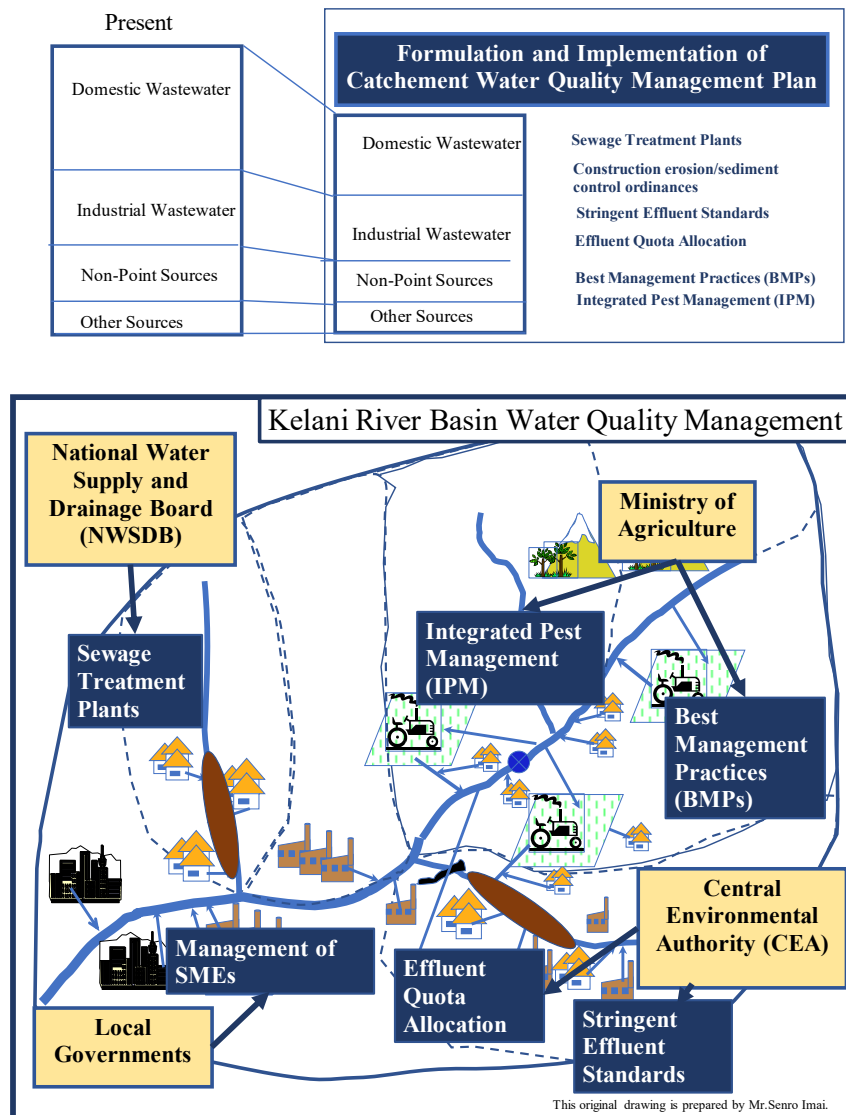 Present
Domestic Wastewater
Industrial Wastewater
Non-Point Sources
Other Sources
Formulation and Implementation of
Catchement Water Quality Management Plan
Domestic Wastewater
Industrial Wastewater
Non-Point Sources
Other Sources
Sewage Treatment Plants
Construction erosion/sediment
control ordinances
Stringent Effluent Standards
Effluent Quota Allocation
Best Management Practices (BMPs)
Integrated Pest Management (IPM)
Kelani River Basin Water Quality Management
National Water
Supply and
Drainage Board
(NWSDB)
Ministry of
Agriculture
Sewage
Treatment
Plants
Integrated Pest
Management
(IPM)
Best
Management
Practices
(BMPs)
Central
Environmental
Authority (CEA)
Management of
SMEs
Effluent
Quota
Allocation
Local
Governments
Stringent
Effluent
Standards
This original drawing is prepared by Mr.Senro Imai.